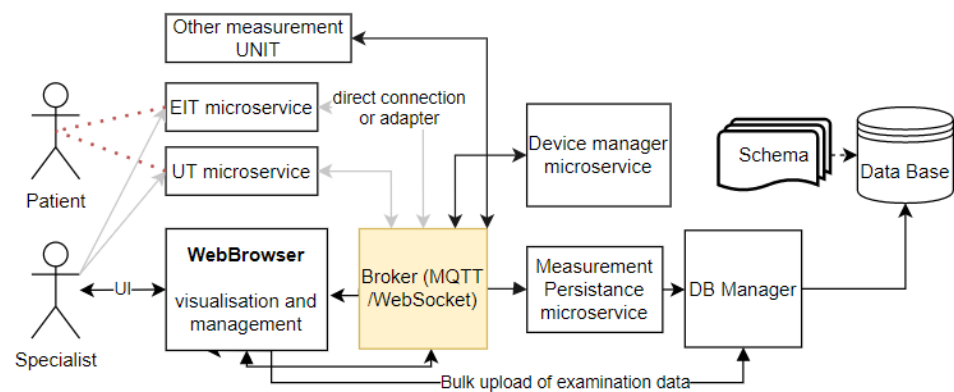 Other measurement
UNIT
EIT microservice
direct connection
or adapter
UT microservice
Patient
Device manager
microservice
Schema
Data Base
WebBrowser
visualisation and
management
UI
Specialist
Broker (MQTT
/WebSocket)
Measurement
Persistance
microservice
DB Manager
Bulk upload of examination data